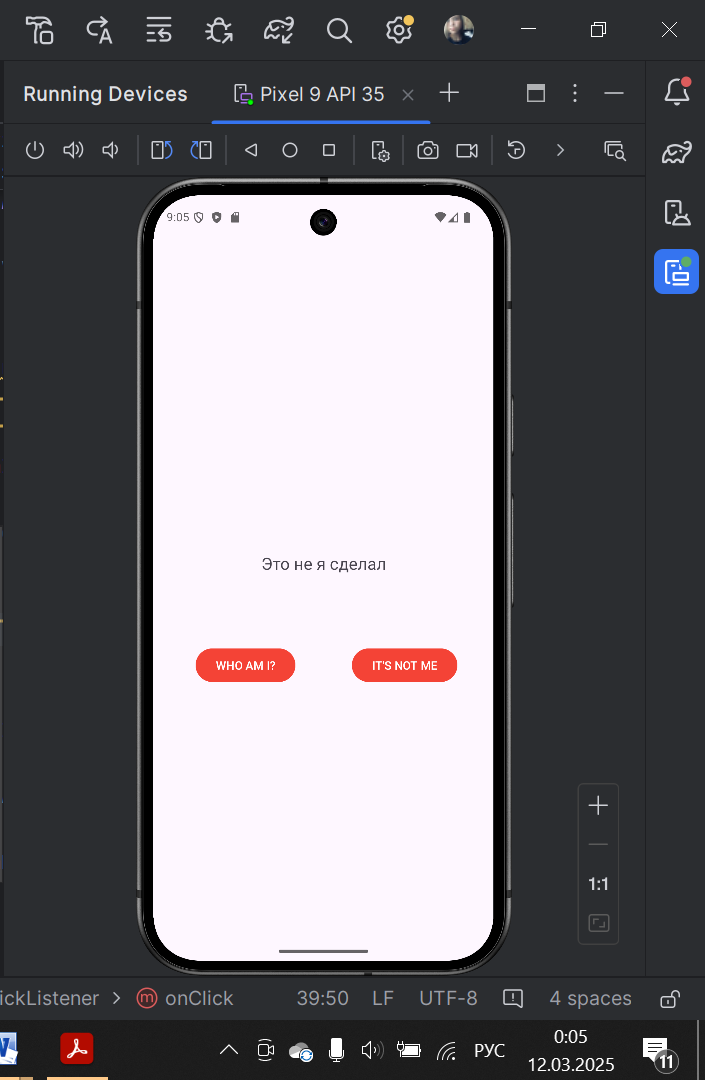 Running Devices
Pixel 9 API 35
9:05
Это не я сделал
WHO AM I?
IT'S NOT ME
1:1
ickListener
m
onClick
39:50
LF
UTF-8
4 spaces
РУС
0:05
12.03.2025
11